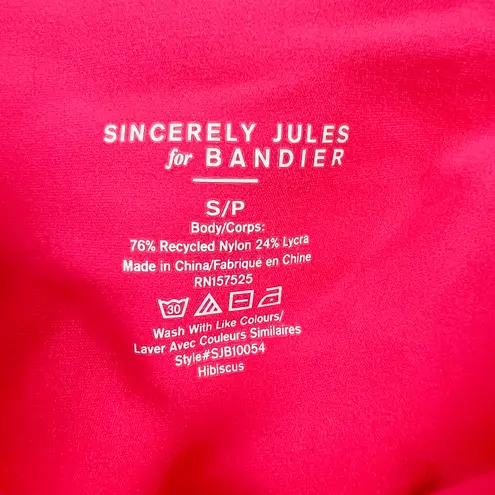 SINCERELY JULES
for BANDIER
S/P
Body/Corps:
76% Recycled Nylon 24% Lycra
Made in China/Fabriqué en Chine
RN157525
30
Wash With Like Colours/
Laver Avec Couleurs Similaires
Style#SJB10054
Hibiscus